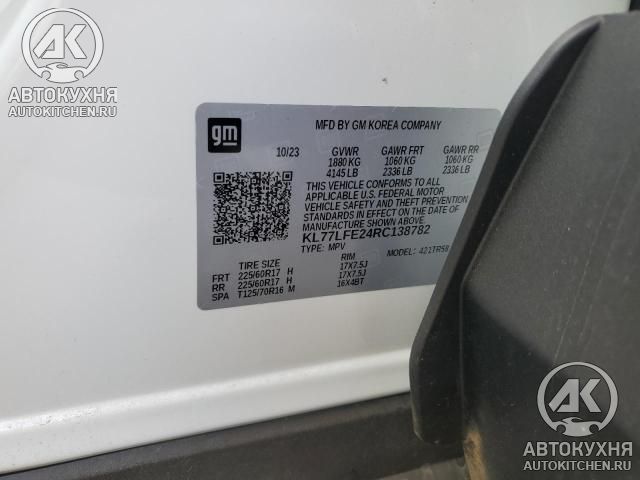 AK
АВТОКУХНЯ
AUTOKITCHEN.RU
gm
MFD BY GM KOREA COMPANY
10/23 GVWR GAWR FRT GAWR RR
1880 KG 1060 KG 1060 KG
4145 LB 2336 LB 2336 LB
THIS VEHICLE CONFORMS TO ALL
APPLICABLE U.S. FEDERAL MOTOR
VEHICLE SAFETY AND THEFT PREVENTION
STANDARDS IN EFFECT ON THE DATE OF
MANUFACTURE SHOWN ABOVE.
KL77LFE24RC138782
TYPE: MPV MODEL: 421TR58
TIRE SIZE RIM
FRT 225/60R17 H 17X7.5J
RR 225/60R17 H 17X7.5J
SPA T125/70R16 M 16X4BT
AK
АВТОКУХНЯ
AUTOKITCHEN.RU